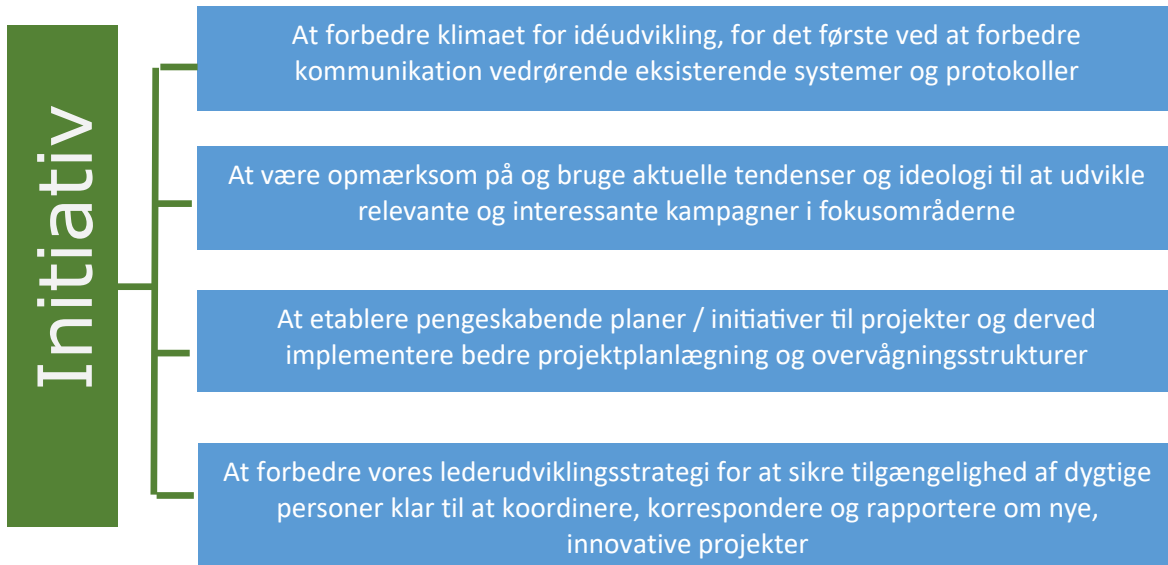 Initiativ
At forbedre klimaet for idéudvikling, for det første ved at forbedre
kommunikation vedrørende eksisterende systemer og protokoller
At være opmærksom på og bruge aktuelle tendenser og ideologi til at udvikle
relevante og interessante kampagner i fokusområderne
At etablere pengeskabende planer / initiativer til projekter og derved
implementere bedre projektplanlægning og overvågningsstrukturer
At forbedre vores lederudviklingsstrategi for at sikre tilgængelighed af dygtige
personer klar til at koordinere, korrespondere og rapportere om nye,
innovative projekter